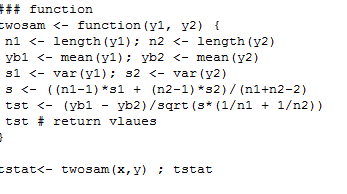 ### function
twosam <- function(y1, y2) {
n1 <- length(y1); n2 <- length(y2)
yb1 <- mean(y1); yb2 <- mean(y2)
s1 <- var(y1); s2 <- var(y2)
s <- ((n1-1)*s1 + (n2-1)*s2)/(n1+n2-2)
tst <- (yb1 - yb2)/sqrt(s*(1/n1 + 1/n2))
tst # return vlaues
}
tstat<- twosam(x,y) ; tstat